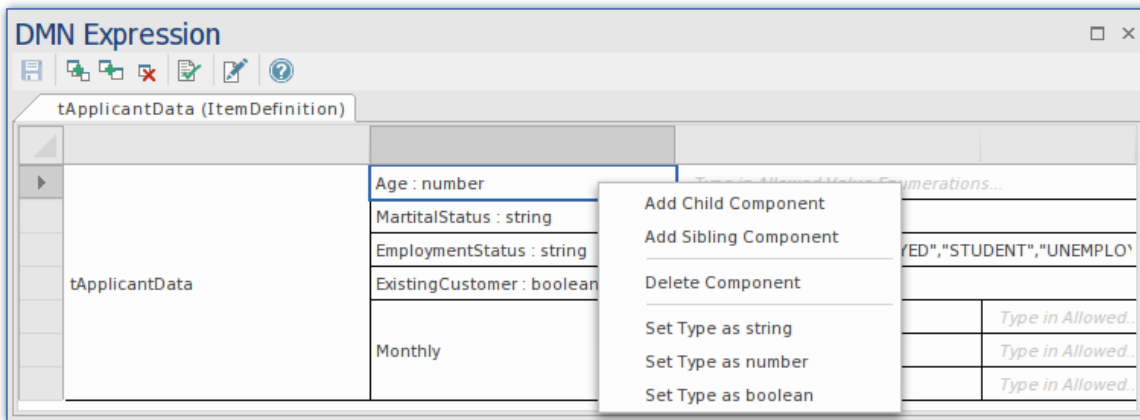 DMN Expression
tApplicantData (ItemDefinition)
Age : number
MartitalStatus : string
EmploymentStatus : string
YED","STUDENT","UNEMPLO
tApplicantData
ExistingCustomer : boolean
Monthly
Type in Allowed..
Type in Allowed..
Type in Allowed..
Type in Allowed Value Enumerations...
Add Child Component
Add Sibling Component
Delete Component
Set Type as string
Set Type as number
Set Type as boolean